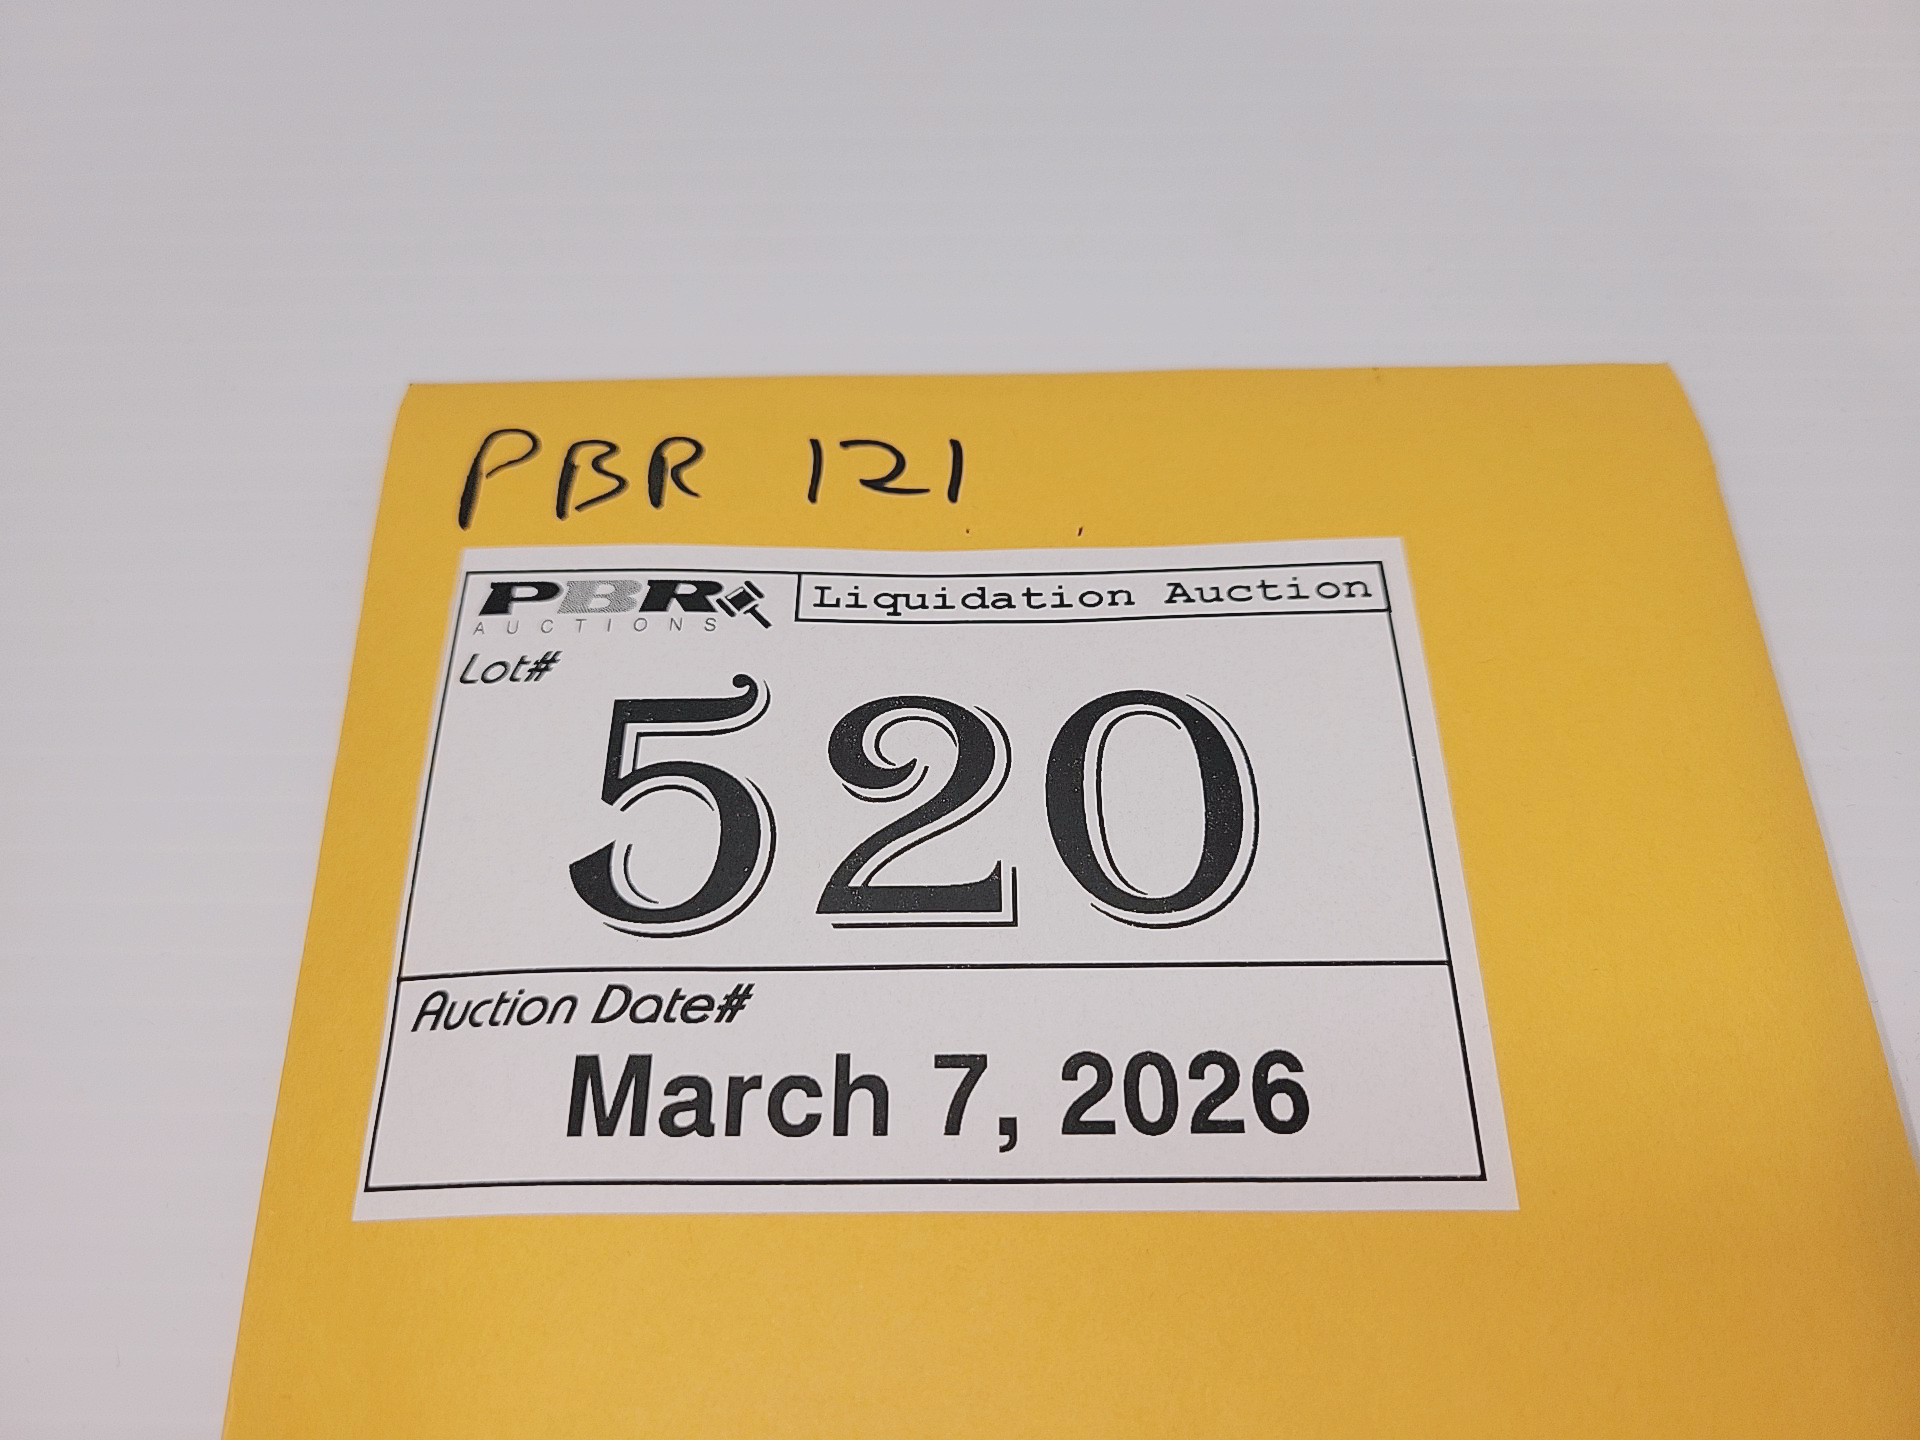 PBR 121
PBR Liquidation Auction
AUCTIONS
Lot#
520
Auction Date#
March 7, 2026